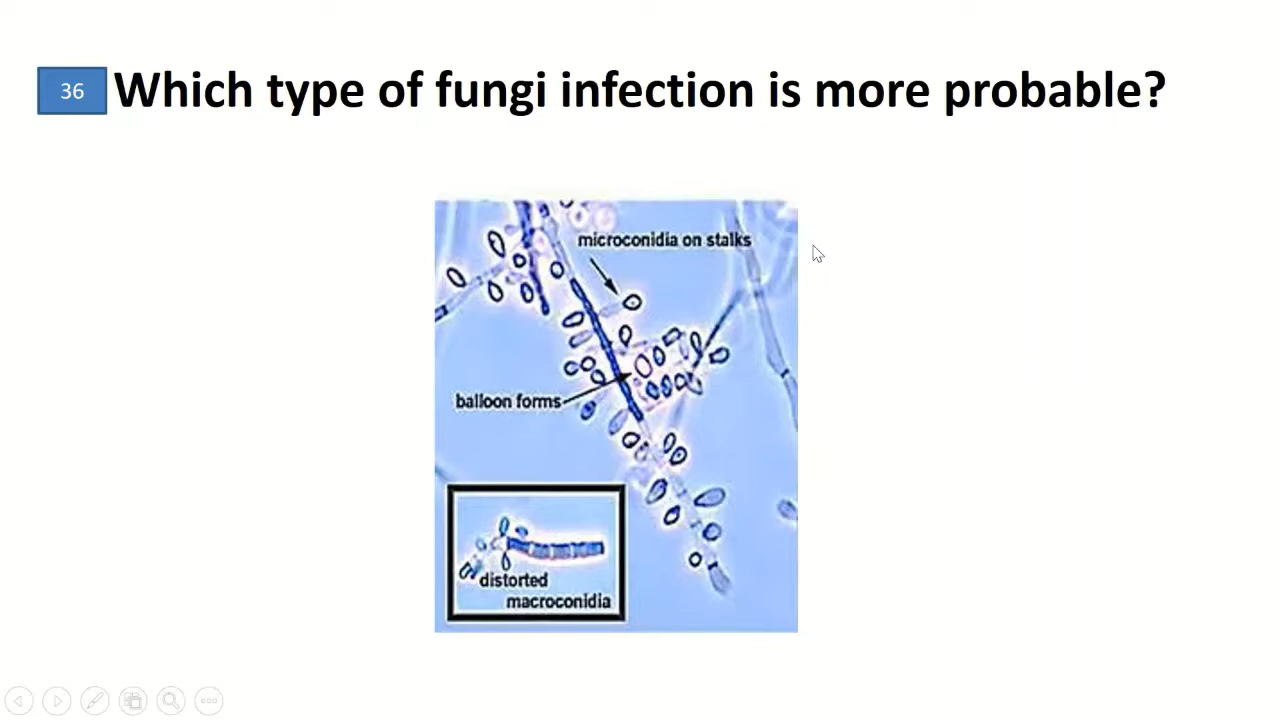 36
Which type of fungi infection is more probable?
microconidia on stalks
balloon forms
distorted
macroconidia